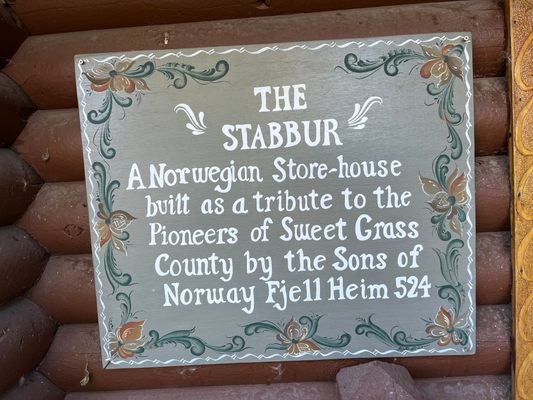 THE
STABBUR
A Norwegian Store-house
built as a tribute to the
Pioneers of Sweet Grass
County by the Sons of
Norway Fjell Heim 524